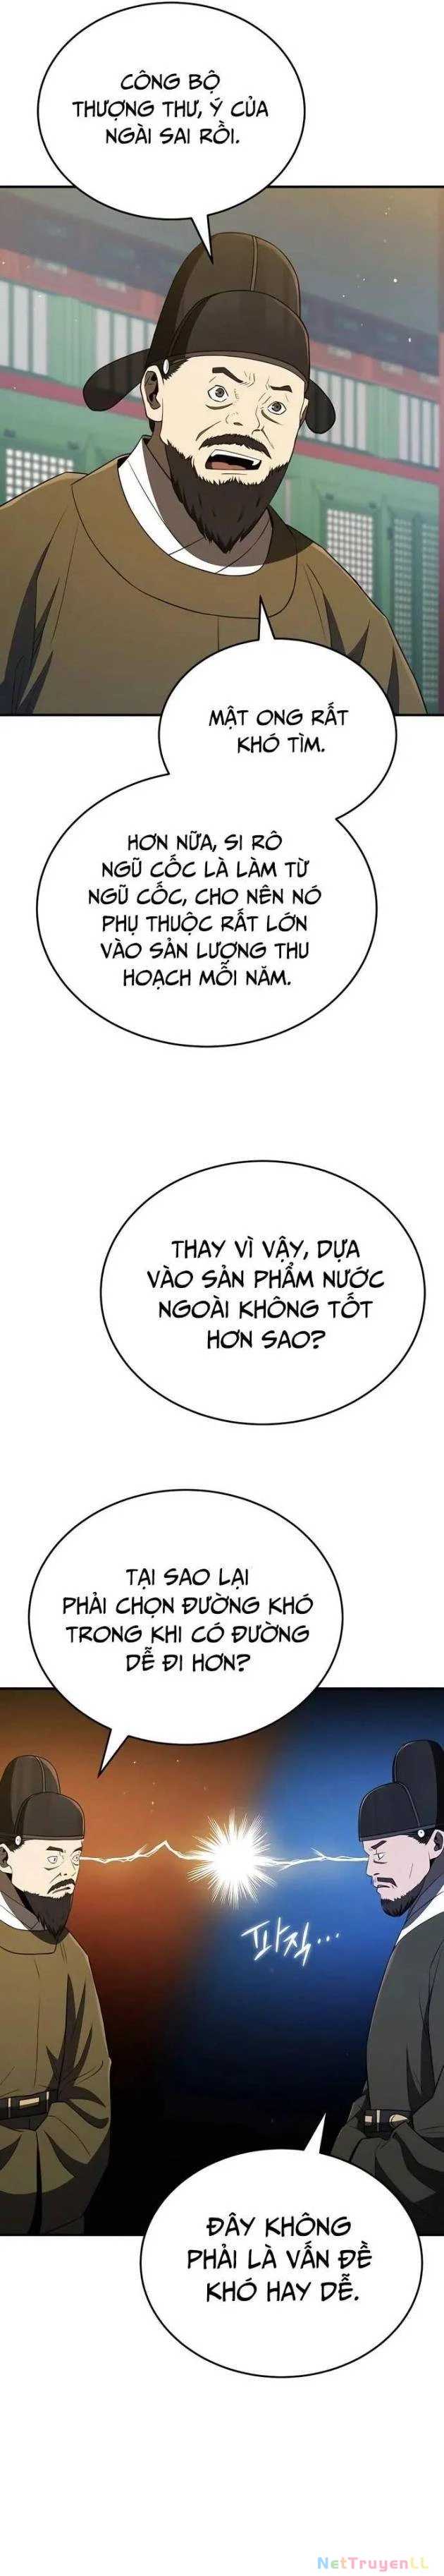 CÔNG BỘ
THƯỢNG THƯ, Ý CỦA
NGÀI SAI RỒI.
MẬT ONG RẤT
KHÓ TÌM.
HƠN NỮA, SI RÔ
NGŨ CỐC LÀ LÀM TỪ
NGŨ CỐC, CHO NÊN NÓ
PHỤ THUỘC RẤT LỚN
VÀO SẢN LƯỢNG THU
HOẠCH MỖI NĂM.
THAY VÌ VẬY, DỰA
VÀO SẢN PHẨM NƯỚC
NGOÀI KHÔNG TỐT
HƠN SAO?
TẠI SAO LẠI
PHẢI CHỌN ĐƯỜNG KHÓ
TRONG KHI CÓ ĐƯỜNG
DỄ ĐI HƠN?
파직...
ĐÂY KHÔNG
PHẢI LÀ VẤN ĐỀ
KHÓ HAY DỄ.
NetTruyenLL